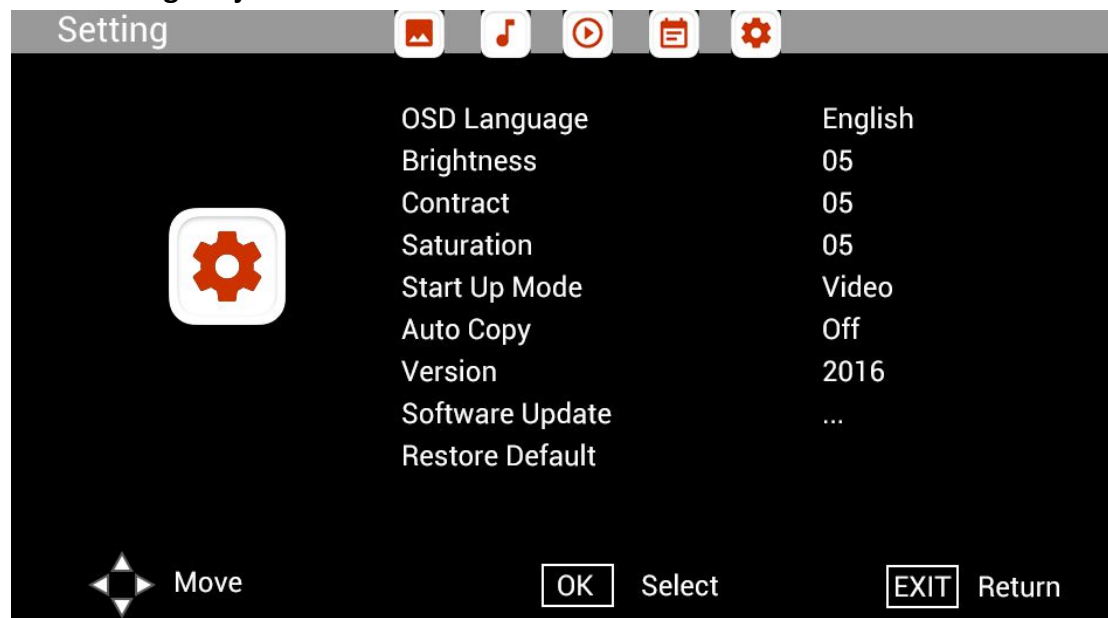 Setting
OSD Language English
Brightness 05
Contract 05
Saturation 05
Start Up Mode Video
Auto Copy Off
Version 2016
Software Update ...
Restore Default
Move OK Select EXIT Return